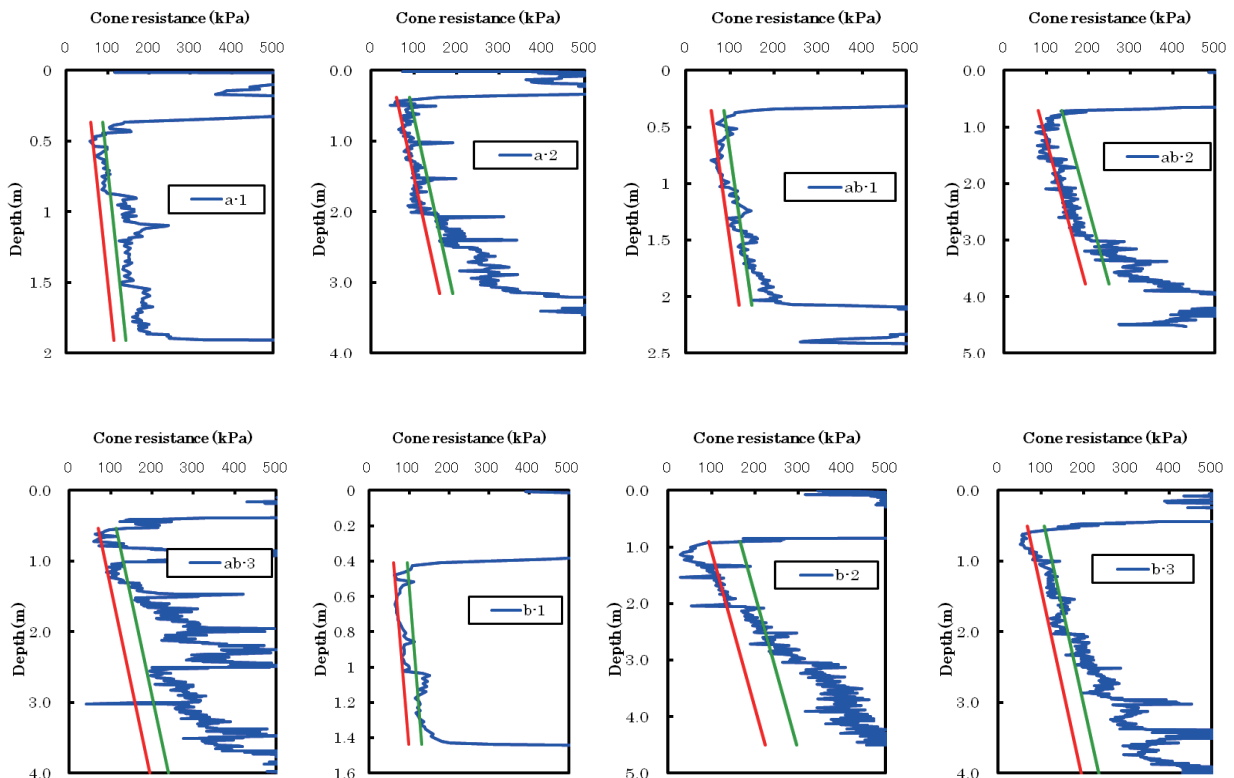 Cone resistance (kPa)
0 100 200 300 400 500
0
0.5
1
1.5
2
Depth (m)
a-1
Cone resistance (kPa)
0 100 200 300 400 500
0.0
1.0
2.0
3.0
4.0
Depth (m)
a-2
Cone resistance (kPa)
0 100 200 300 400 500
0
0.5
1
1.5
2
2.5
Depth (m)
ab-1
Cone resistance (kPa)
0 100 200 300 400 500
0.0
1.0
2.0
3.0
4.0
5.0
Depth (m)
ab-2
Cone resistance (kPa)
0 100 200 300 400 500
0.0
1.0
2.0
3.0
4.0
Depth (m)
ab-3
Cone resistance (kPa)
0 100 200 300 400 500
0
0.2
0.4
0.6
0.8
1
1.2
1.4
1.6
Depth (m)
b-1
Cone resistance (kPa)
0 100 200 300 400 500
0.0
1.0
2.0
3.0
4.0
5.0
Depth (m)
b-2
Cone resistance (kPa)
0 100 200 300 400 500
0.0
1.0
2.0
3.0
4.0
Depth (m)
b-3